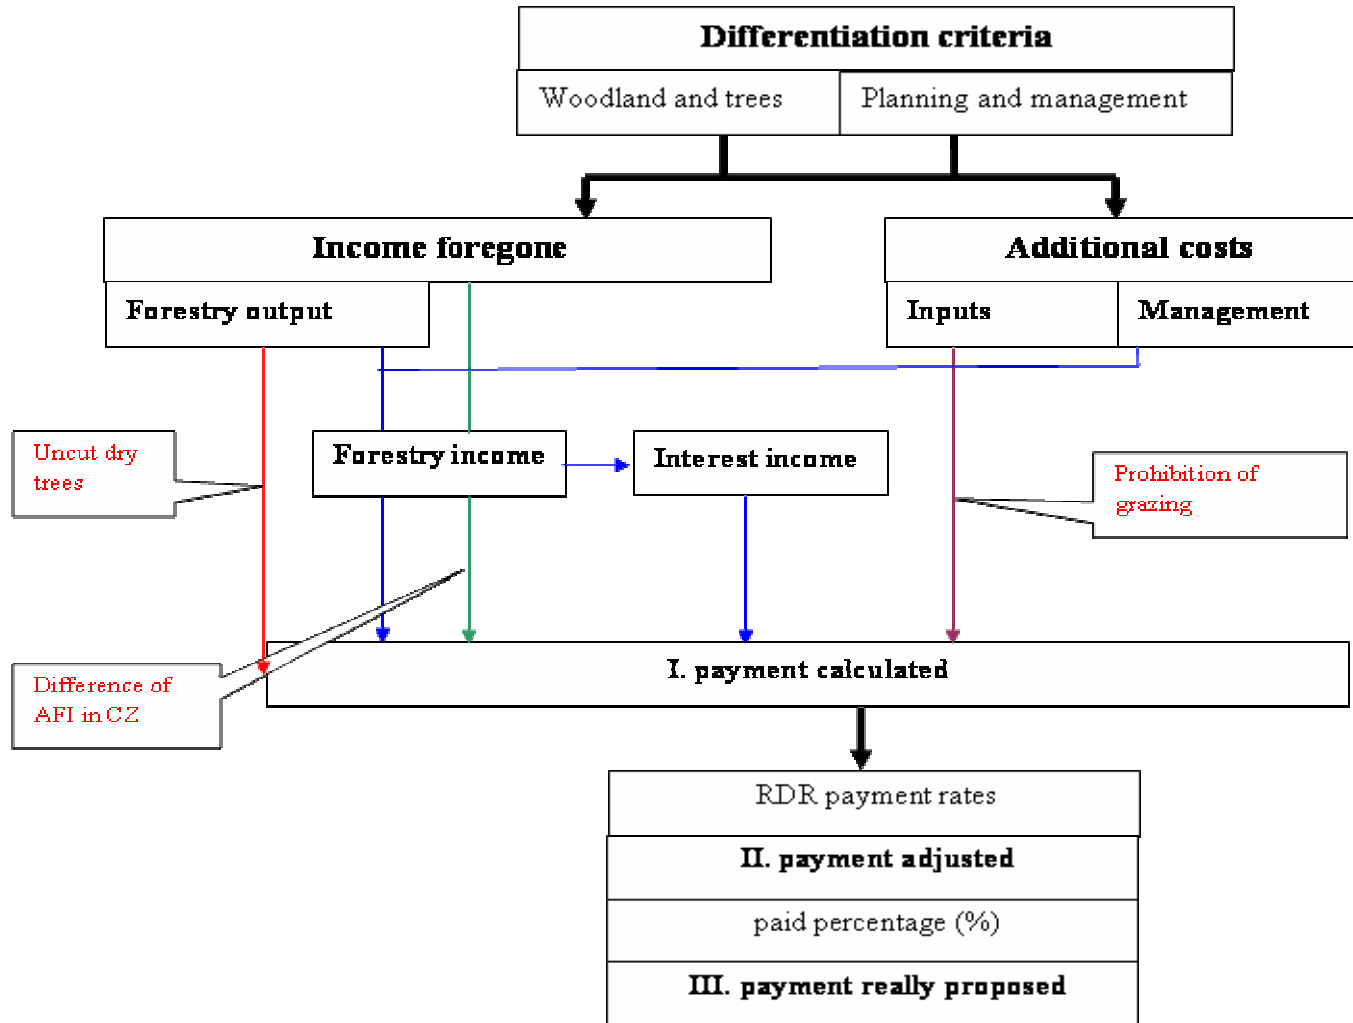 Differentiation criteria
Woodland and trees
Planning and management
Income foregone
Additional costs
Forestry output
Inputs
Management
Uncut dry
trees
Forestry income
Interest income
Prohibition of
grazing
Difference of
AFI in CZ
I. payment calculated
RDR payment rates
II. payment adjusted
paid percentage (%)
III. payment really proposed